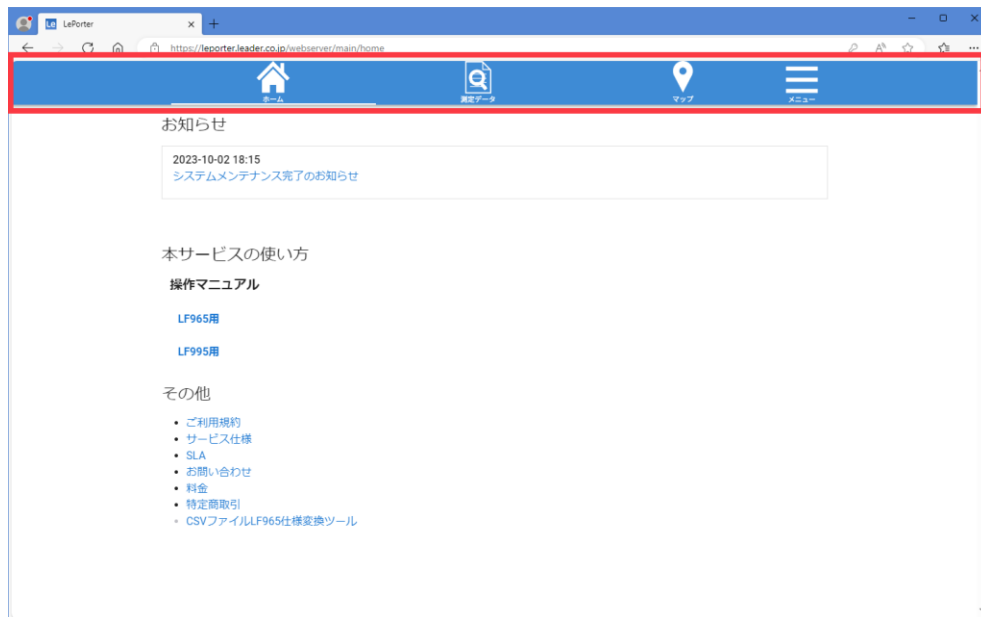 Le LePorter
https://leporter.leader.co.jp/webserver/main/home
ホーム 測定データ マップ メニュー
お知らせ
2023-10-02 18:15
システムメンテナンス完了のお知らせ
本サービスの使い方
操作マニュアル
LF965用
LF995用
その他
ご利用規約
サービス仕様
SLA
お問い合わせ
料金
特定商取引
CSVファイルLF965仕様変換ツール